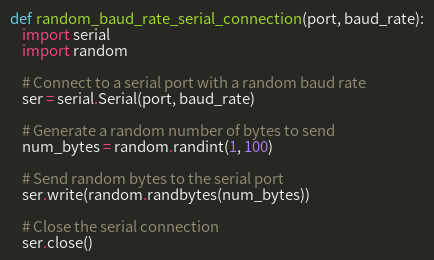 def random_baud_rate_serial_connection(port, baud_rate):
import serial
import random
# Connect to a serial port with a random baud rate
ser = serial.Serial(port, baud_rate)
# Generate a random number of bytes to send
num_bytes = random.randint(1, 100)
# Send random bytes to the serial port
ser.write(random.randbytes(num_bytes))
# Close the serial connection
ser.close()